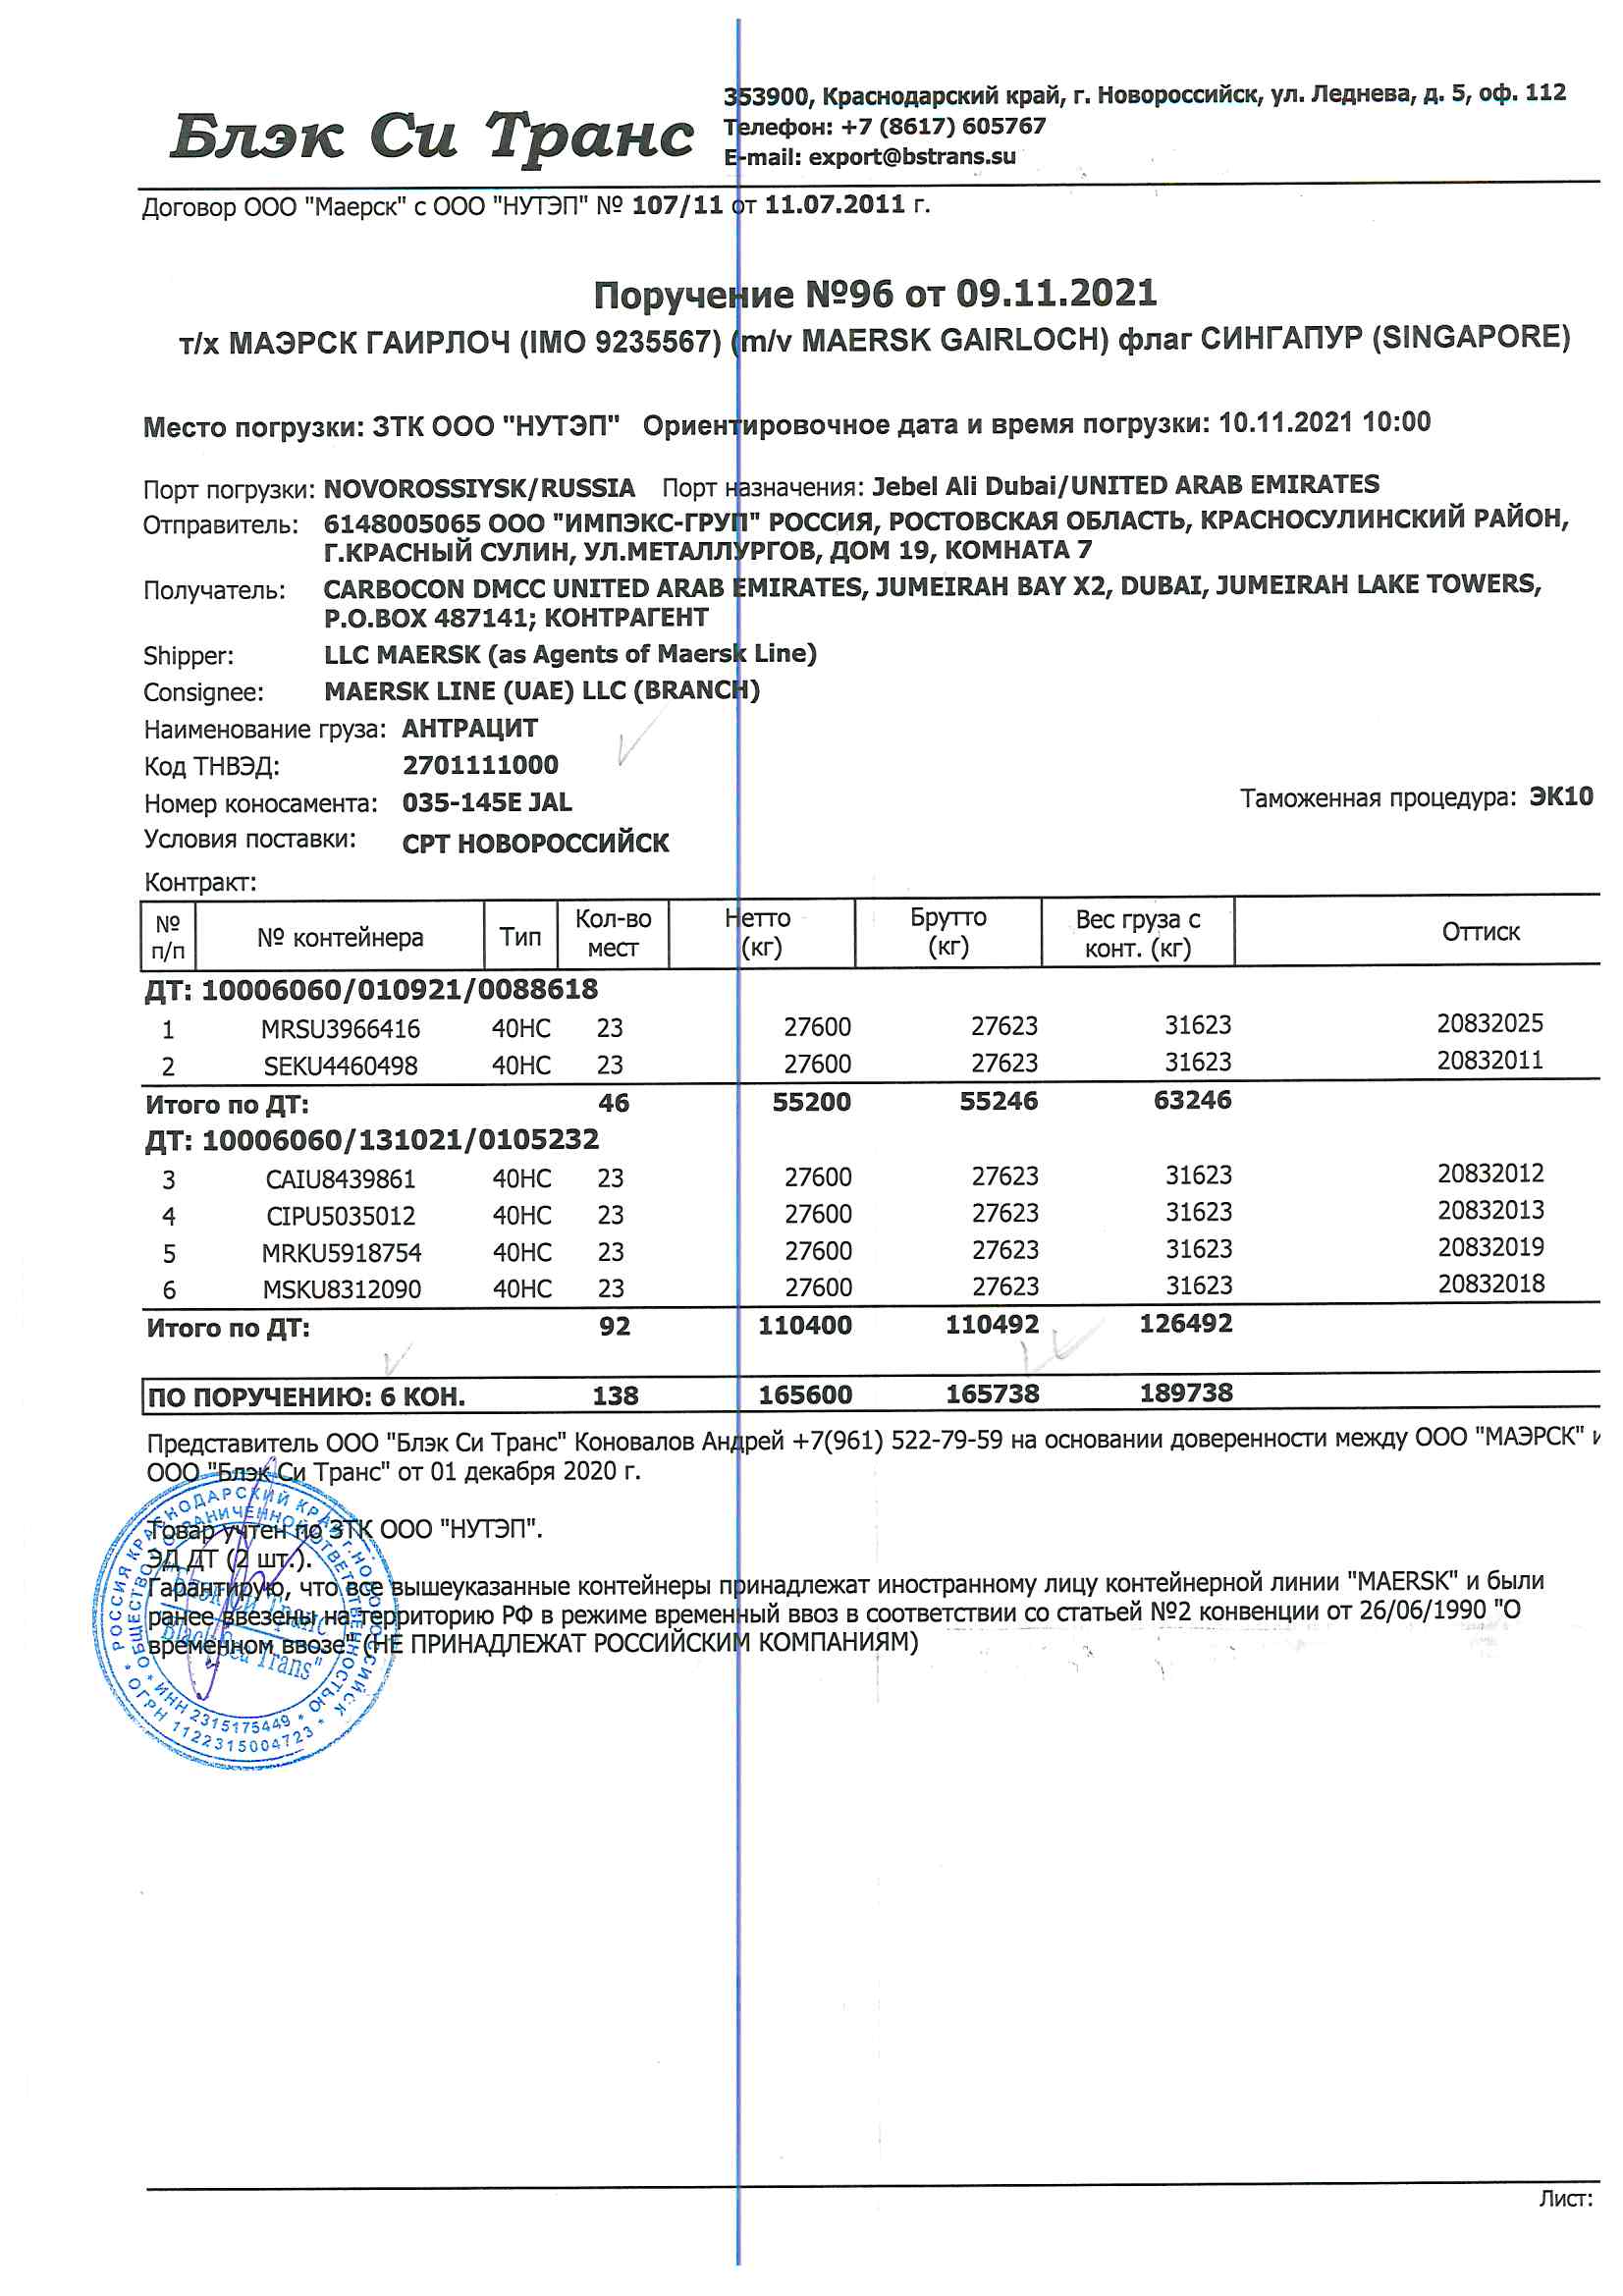 Блэк Си Транс
353900, Краснодарский край, г. Новороссийск, ул. Леднева, д. 5, оф. 112
Телефон: +7 (8617) 605767
E-mail: export@bstrans.su
Договор ООО "Маерск" с ООО "НУТЭП" № 107/11 от 11.07.2011 г.
Поручение №96 от 09.11.2021
т/х МАЭРСК ГАИРЛОЧ (IMO 9235567) (m/v MAERSK GAIRLOCH) флаг СИНГАПУР (SINGAPORE)
Место погрузки: ЗТК ООО "НУТЭП" Ориентировочное дата и время погрузки: 10.11.2021 10:00
Порт погрузки: NOVOROSSIYSK/RUSSIA Порт назначения: Jebel Ali Dubai/UNITED ARAB EMIRATES
Отправитель: 6148005065 ООО "ИМПЭКС-ГРУП" РОССИЯ, РОСТОВСКАЯ ОБЛАСТЬ, КРАСНОСУЛИНСКИЙ РАЙОН,
Г.КРАСНЫЙ СУЛИН, УЛ.МЕТАЛЛУРГОВ, ДОМ 19, КОМНАТА 7
Получатель: CARBOCON DMCC UNITED ARAB EMIRATES, JUMEIRAH BAY X2, DUBAI, JUMEIRAH LAKE TOWERS,
P.O.BOX 487141; КОНТРАГЕНТ
Shipper: LLC MAERSK (as Agents of Maersk Line)
Consignee: MAERSK LINE (UAE) LLC (BRANCH)
Наименование груза: АНТРАЦИТ
Код ТНВЭД: 2701111000
Номер коносамента: 035-145E JAL Таможенная процедура: ЭК10
Условия поставки: CPT НОВОРОССИЙСК
Контракт:
№ п/п № контейнера Тип Кол-во мест Нетто (кг) Брутто (кг) Вес груза с конт. (кг) Оттиск
ДТ: 10006060/010921/0088618
1 MRSU3966416 40HC 23 27600 27623 31623 20832025
2 SEKU4460498 40HC 23 27600 27623 31623 20832011
Итого по ДТ: 46 55200 55246 63246
ДТ: 10006060/131021/0105232
3 CAIU8439861 40HC 23 27600 27623 31623 20832012
4 CIPU5035012 40HC 23 27600 27623 31623 20832013
5 MRKU5918754 40HC 23 27600 27623 31623 20832019
6 MSKU8312090 40HC 23 27600 27623 31623 20832018
Итого по ДТ: 92 110400 110492 126492
ПО ПОРУЧЕНИЮ: 6 КОН. 138 165600 165738 189738
Представитель ООО "Блэк Си Транс" Коновалов Андрей +7(961) 522-79-59 на основании доверенности между ООО "МАЭРСК" и
ООО "Блэк Си Транс" от 01 декабря 2020 г.
Товар учтен по ЗТК ООО "НУТЭП".
ЭД ДТ (2 шт.).
Гарантирую, что все вышеуказанные контейнеры принадлежат иностранному лицу контейнерной линии "MAERSK" и были
ранее ввезены на территорию РФ в режиме временный ввоз в соответствии со статьей №2 конвенции от 26/06/1990 "О
временном ввозе." (НЕ ПРИНАДЛЕЖАТ РОССИЙСКИМ КОМПАНИЯМ)
РОССИЯ КРАСНОДАРСКИЙ КРАЙ Г.НОВОРОССИЙСК
ОГРН 1122315004723
ОБЩЕСТВО С ОГРАНИЧЕННОЙ ОТВЕТСТВЕННОСТЬЮ
ИНН 2315175449
Black Sea Trans"
Лист: